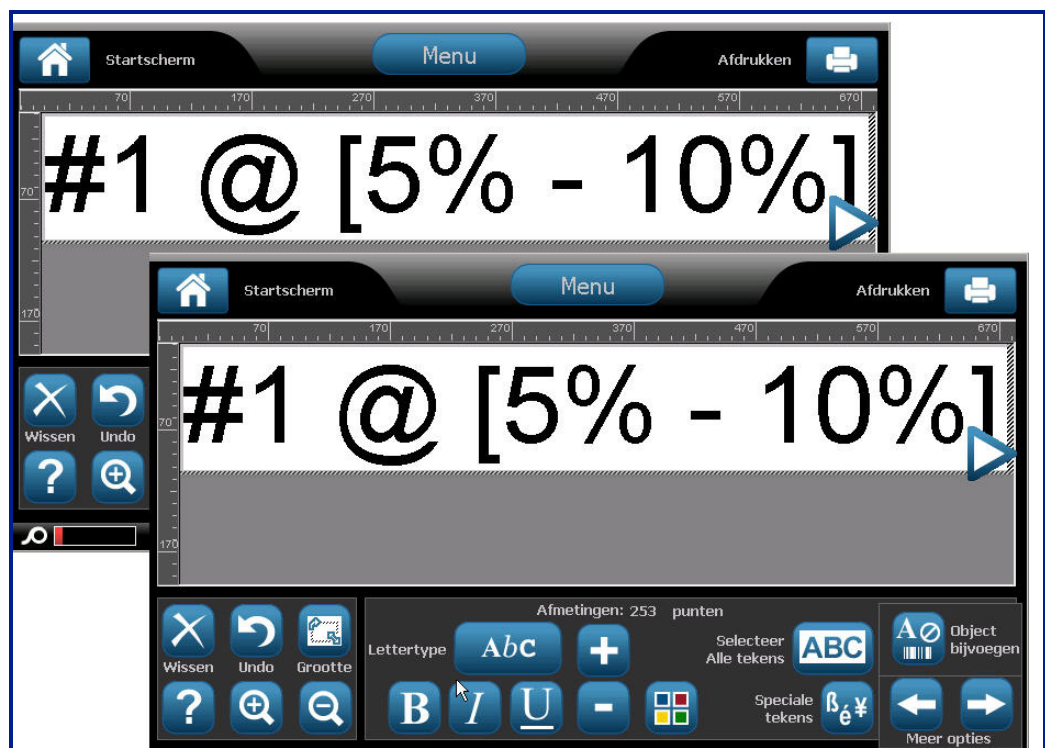 Startscherm Menu Afdrukken
70 170 270 370 470 570 670
#1 @ [5% - 10%]
70
170
Wissen Undo
?
Startscherm Menu Afdrukken
70 170 270 370 470 570 670
#1 @ [5% - 10%]
70
170
Afmetingen: 253 punten
Wissen Undo Grootte
Lettertype Abc + Selecteer Alle tekens ABC
A Object bijvoegen
? B I U - Speciale tekens ß é ¥
Meer opties